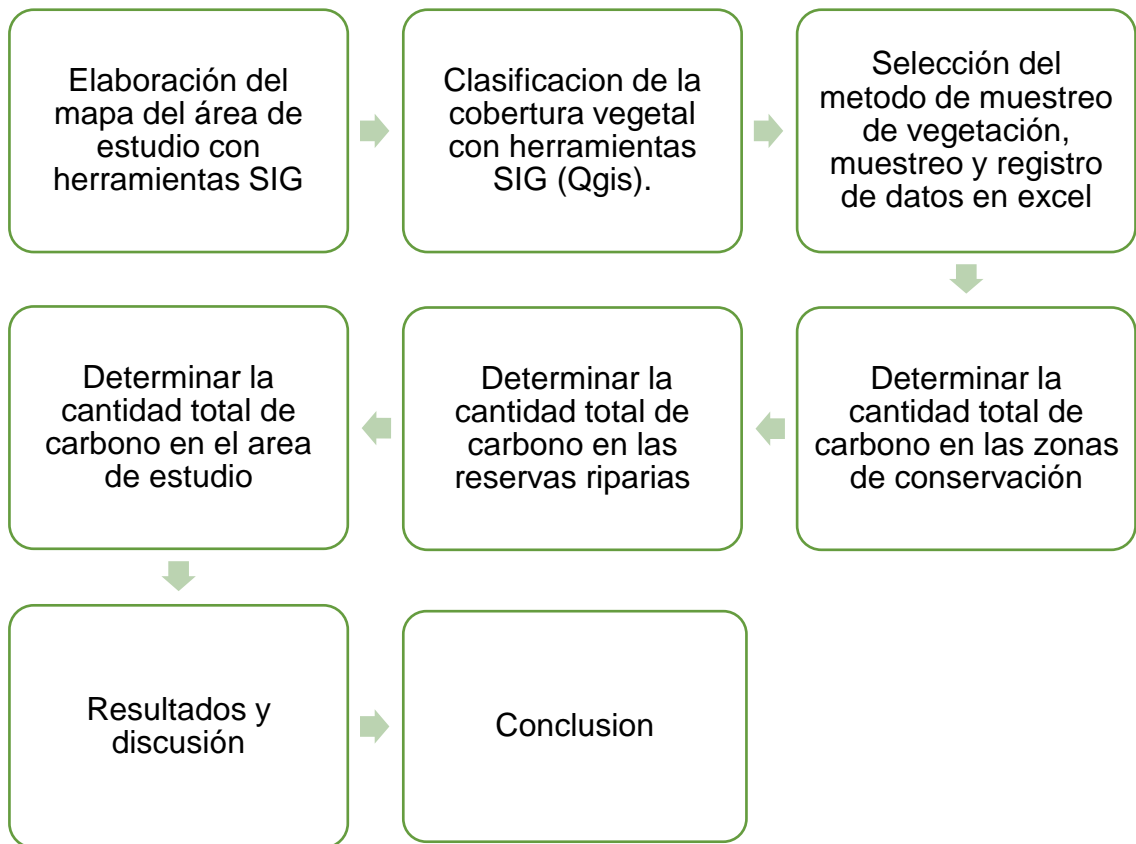 Elaboración del
mapa del área de
estudio con
herramientas SIG
Clasificacion de la
cobertura vegetal
con herramientas
SIG (Qgis).
Selección del
metodo de muestreo
de vegetación,
muestreo y registro
de datos en excel
Determinar la
cantidad total de
carbono en las zonas
de conservación
Determinar la
cantidad total de
carbono en las
reservas riparias
Determinar la
cantidad total de
carbono en el area
de estudio
Resultados y
discusión
Conclusion